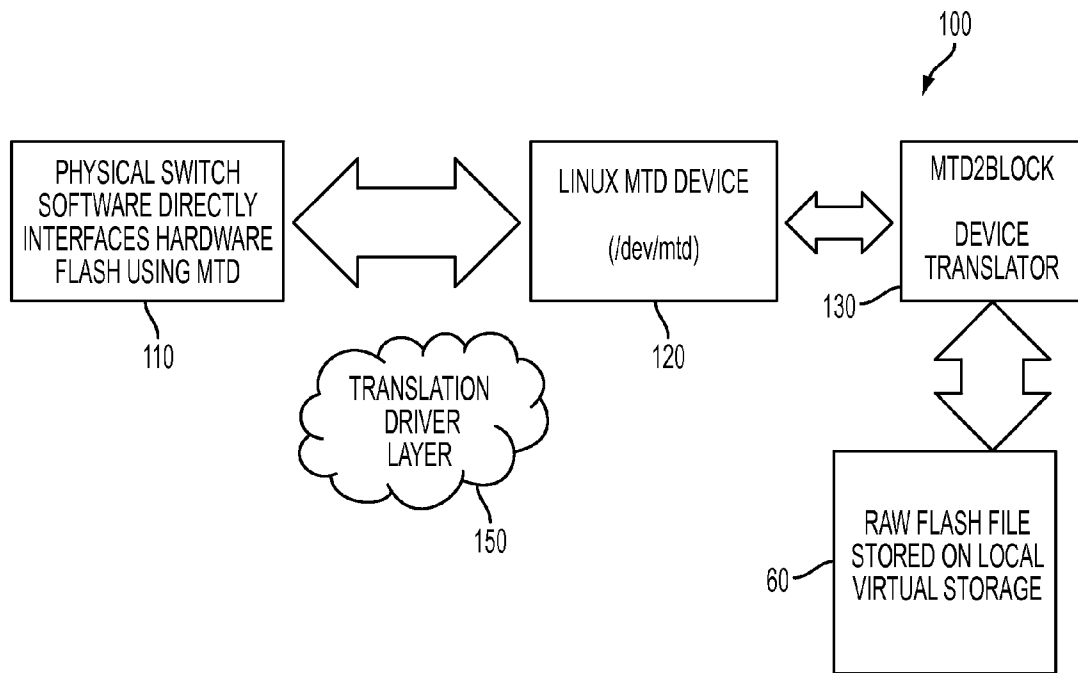 100
PHYSICAL SWITCH
SOFTWARE DIRECTLY
INTERFACES HARDWARE
FLASH USING MTD
110
LINUX MTD DEVICE
(/dev/mtd)
120
MTD2BLOCK
DEVICE
TRANSLATOR
130
TRANSLATION
DRIVER
LAYER
150
RAW FLASH FILE
STORED ON LOCAL
VIRTUAL STORAGE
60